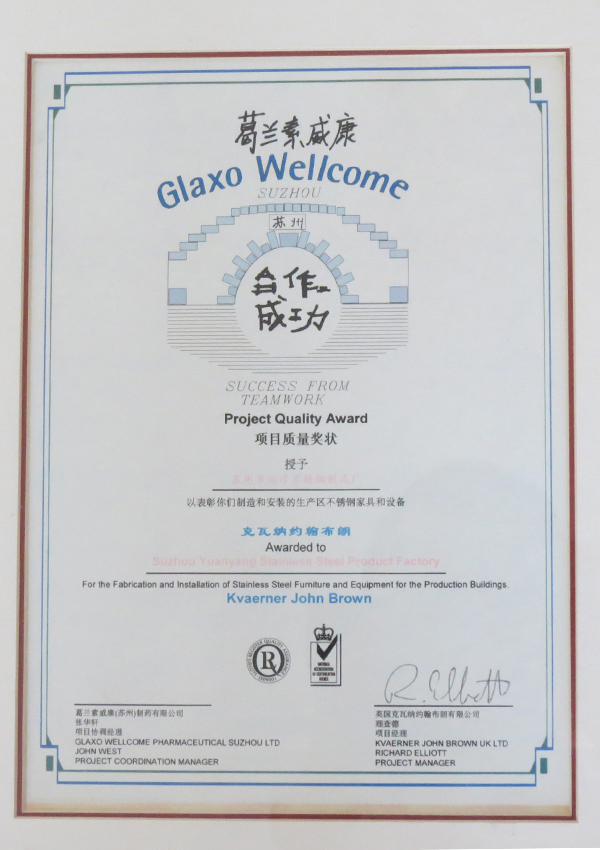 葛兰素威康
Glaxo Wellcome
SUZHOU
苏州
合作
成功
SUCCESS FROM
TEAMWORK
Project Quality Award
项目质量奖状
授予
以表彰你们制造和安装的生产区不锈钢家具和设备
克瓦纳约翰布朗
Awarded to
Suzhou Yuanyang Stainless Steel Product Factory
For the Fabrication and Installation of Stainless Steel Furniture and Equipment for the Production Buildings.
Kvaerner John Brown
R. Elliott
葛兰素威康(苏州)制药有限公司
张华轩
项目协调经理
GLAXO WELLCOME PHARMACEUTICAL SUZHOU LTD
JOHN WEST
PROJECT COORDINATION MANAGER
英国克瓦纳约翰布朗有限公司
项目经理
KVAERNER JOHN BROWN UK LTD
RICHARD ELLIOTT
PROJECT MANAGER